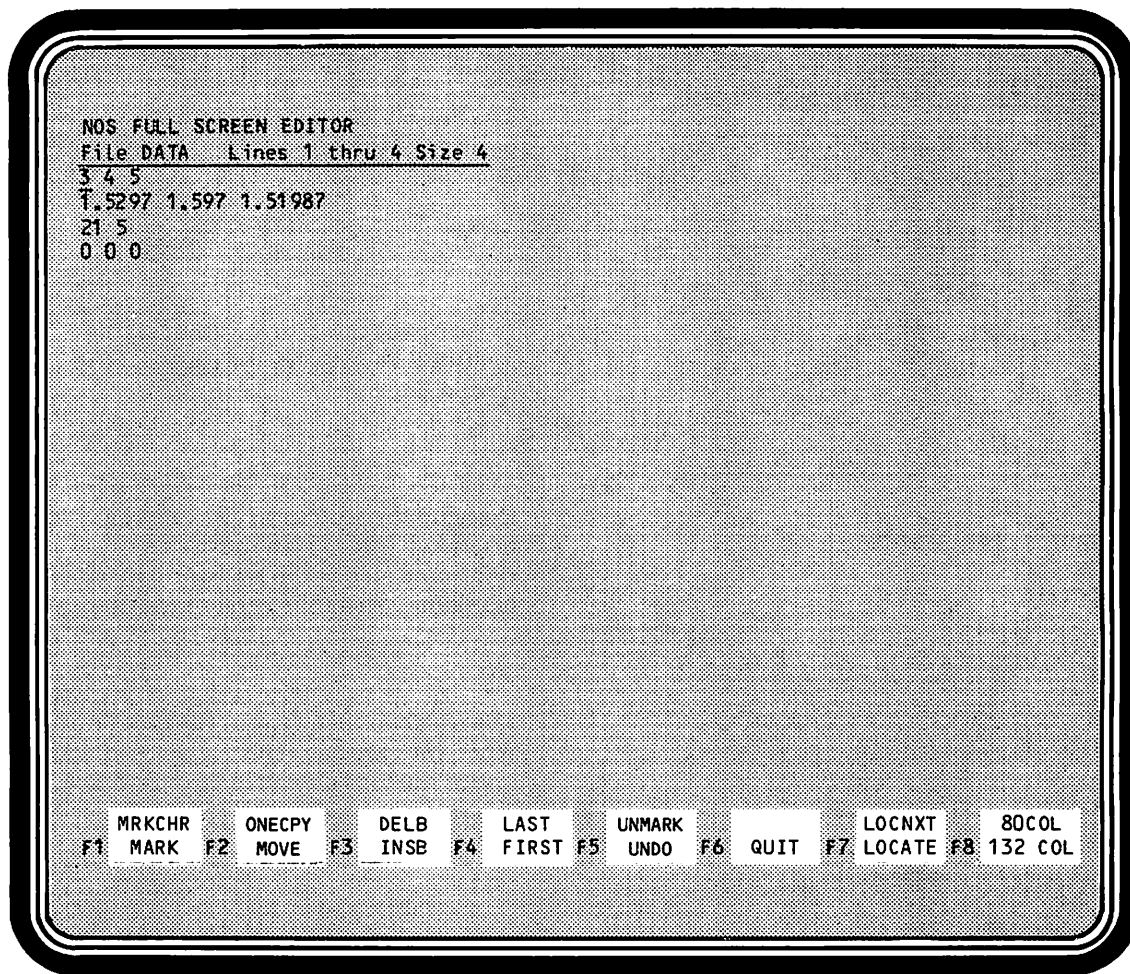 NOS FULL SCREEN EDITOR
File DATA Lines 1 thru 4 Size 4
3 4 5
1.5297 1.597 1.51987
21 5
0 0 0
MRKCHR ONECPY DELB LAST UNMARK LOCNXT 80COL
F1 MARK F2 MOVE F3 INSB F4 FIRST F5 UNDO F6 QUIT F7 LOCATE F8 132 COL